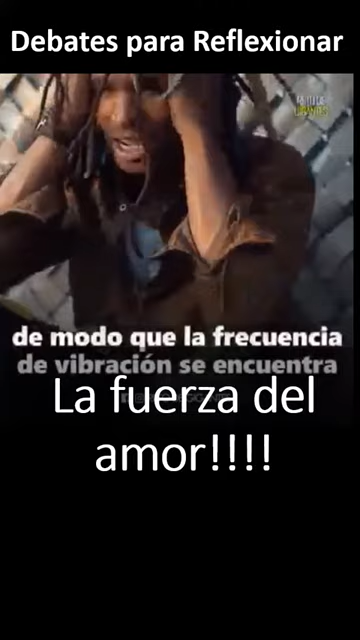 Debates para Reflexionar
de modo que la frecuencia
de vibración se encuentra
La fuerza del
amor!!!!